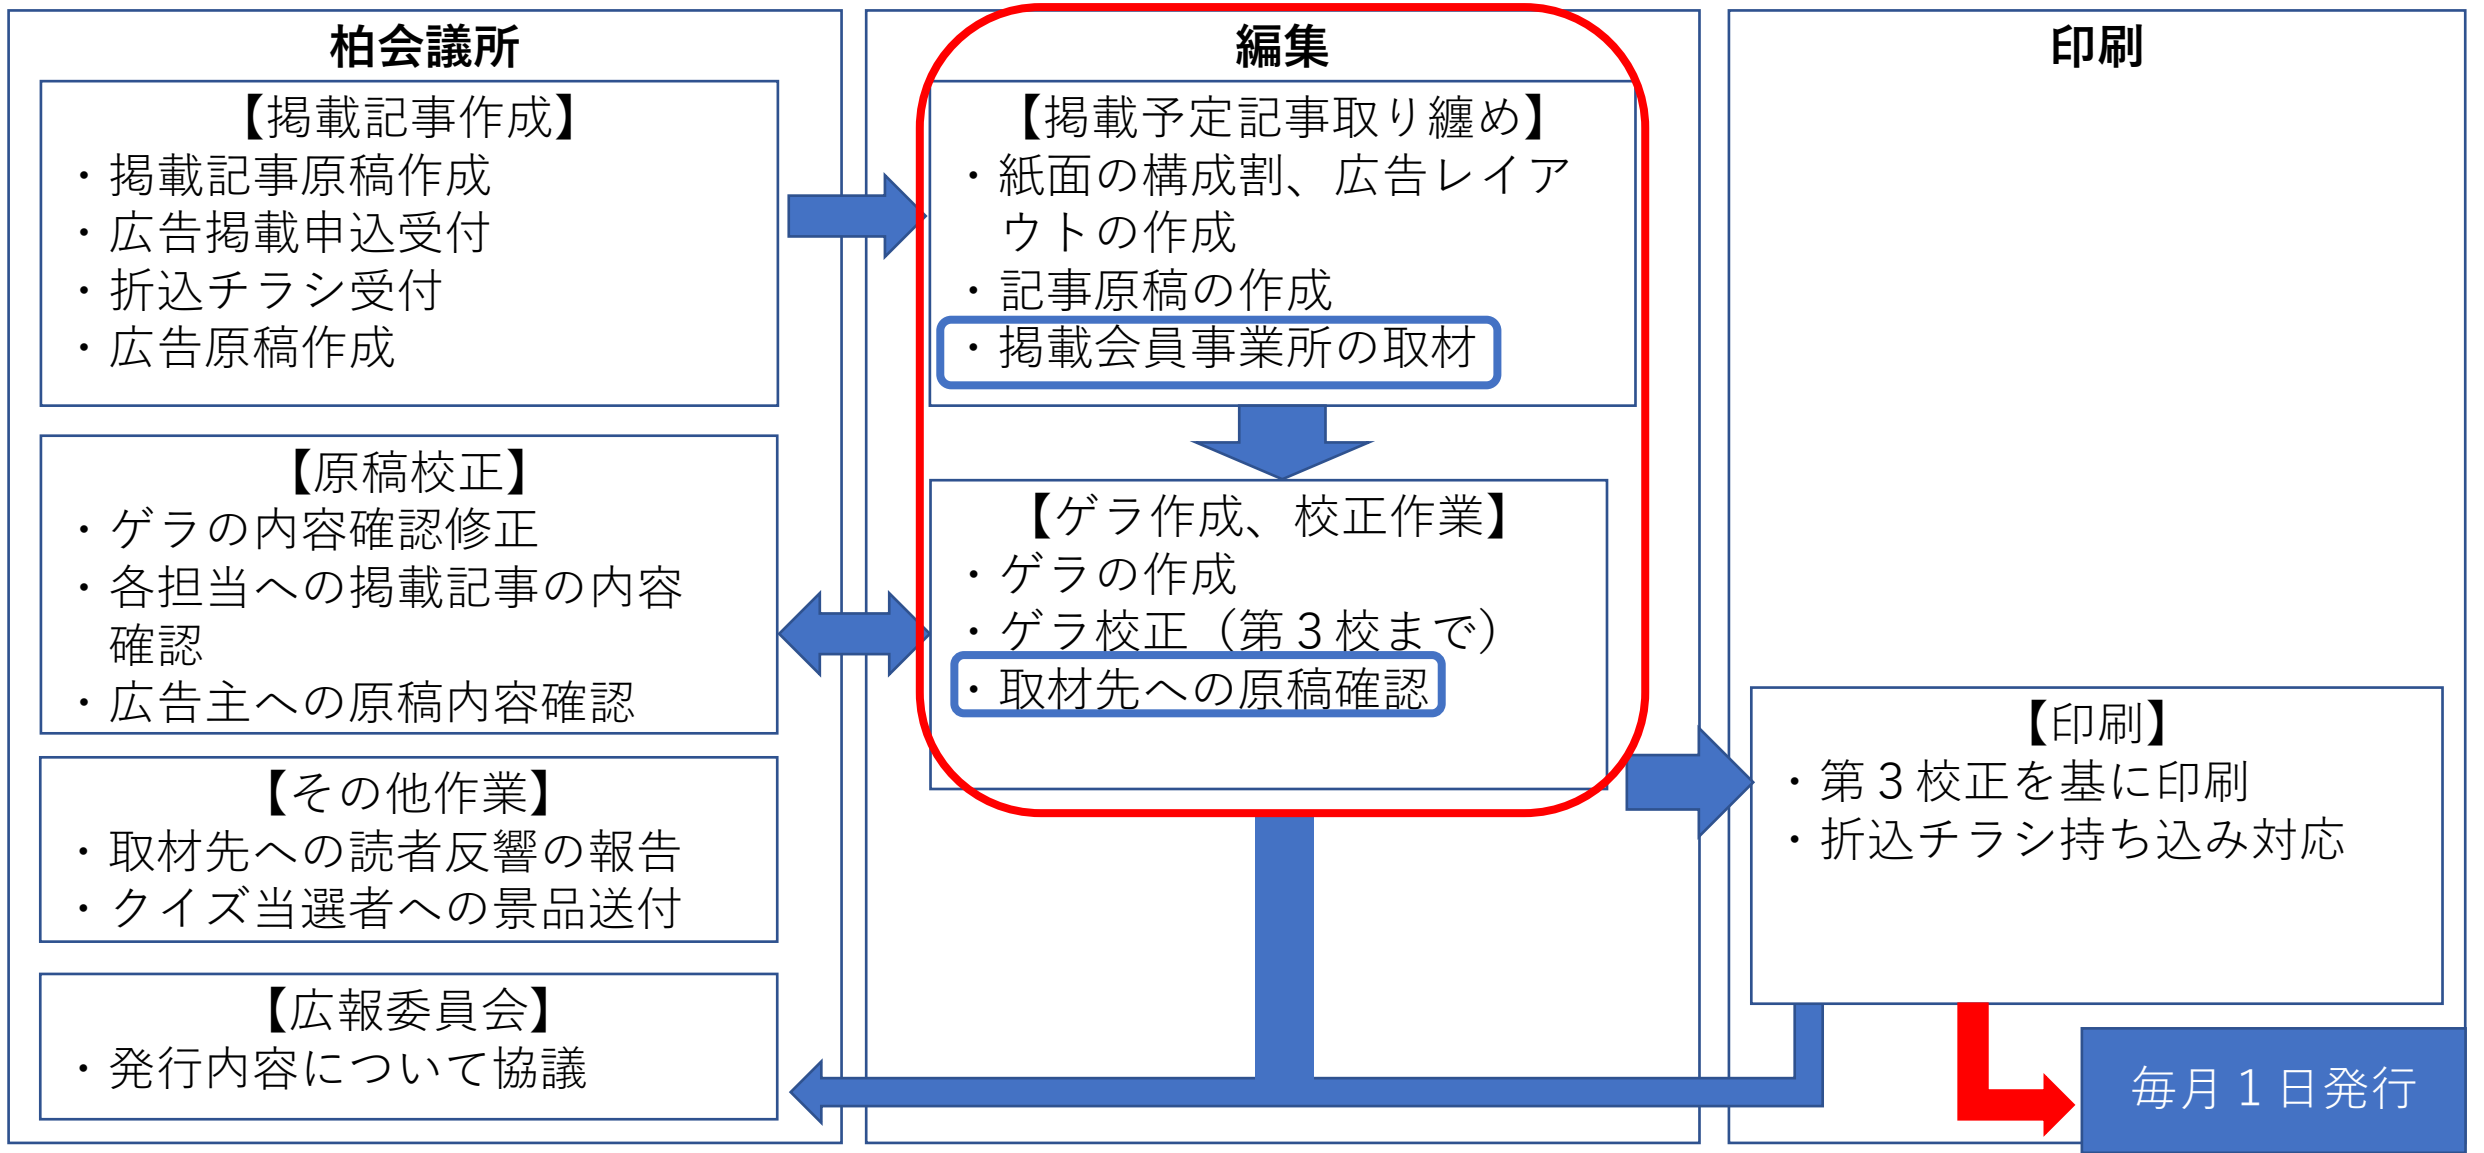 柏会議所
【掲載記事作成】
・掲載記事原稿作成
・広告掲載申込受付
・折込チラシ受付
・広告原稿作成
【原稿校正】
・ゲラの内容確認修正
・各担当への掲載記事の内容
確認
・広告主への原稿内容確認
【その他作業】
・取材先への読者反響の報告
・クイズ当選者への景品送付
【広報委員会】
・発行内容について協議
編集
【掲載予定記事取り纏め】
・紙面の構成割、広告レイア
ウトの作成
・記事原稿の作成
・掲載会員事業所の取材
【ゲラ作成、校正作業】
・ゲラの作成
・ゲラ校正（第３校まで）
・取材先への原稿確認
印刷
【印刷】
・第３校正を基に印刷
・折込チラシ持ち込み対応
毎月１日発行